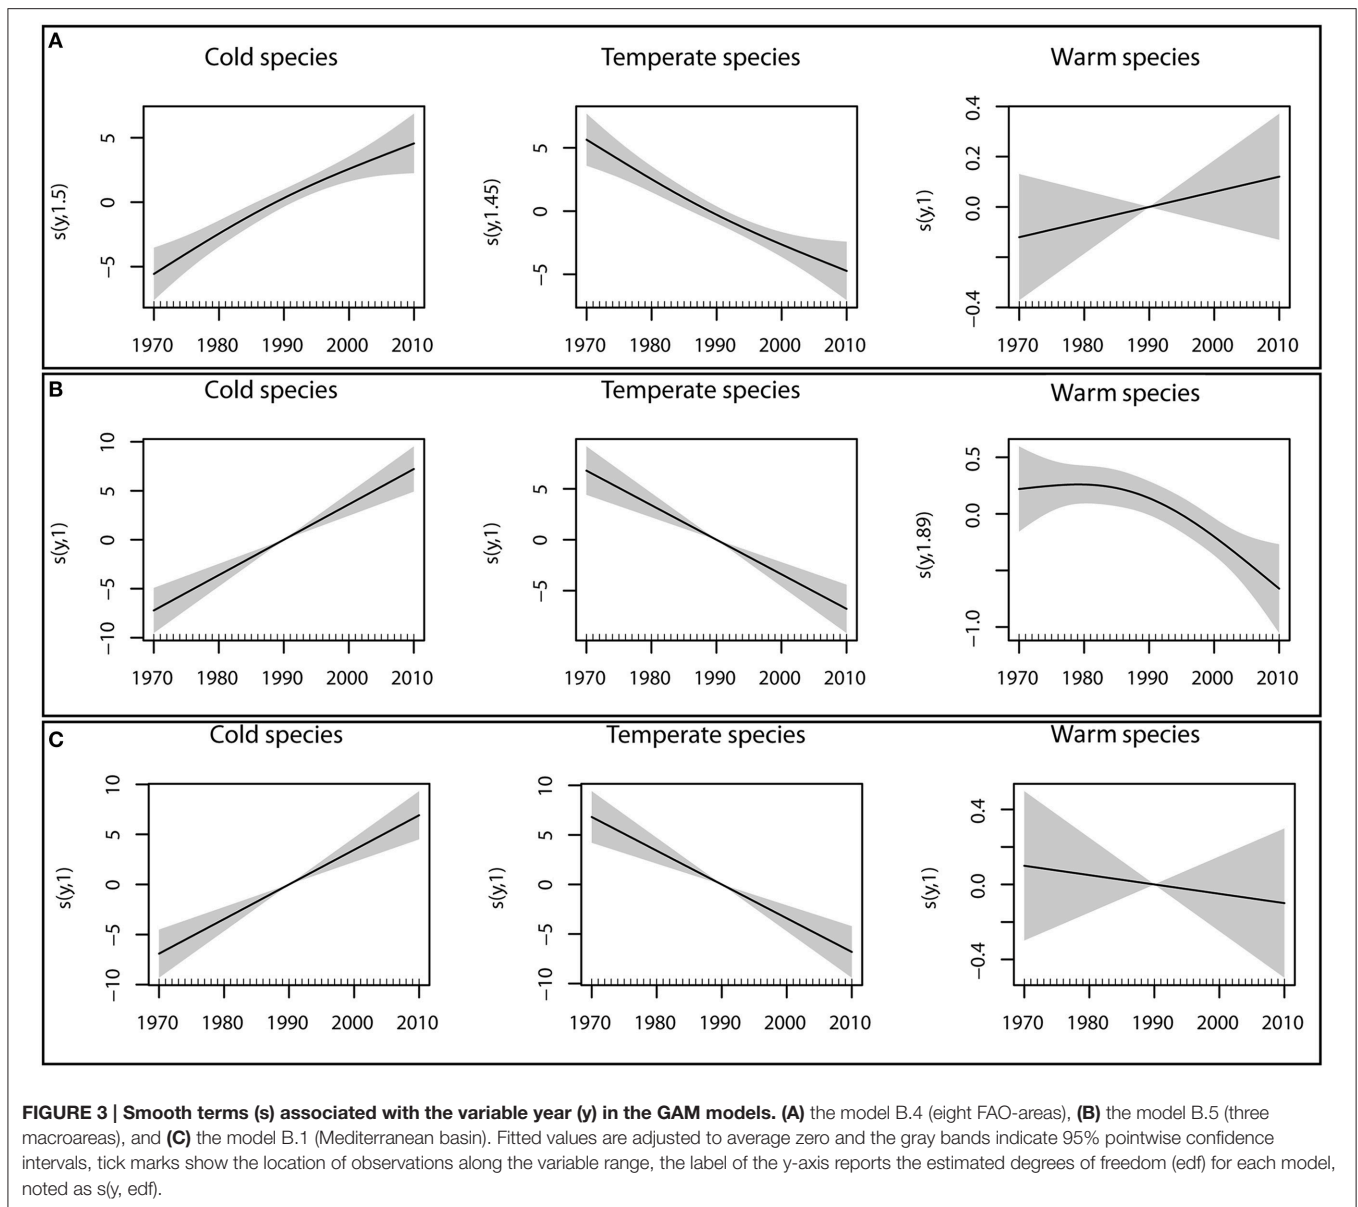 A
Cold species
Temperate species
Warm species
s(y,1.5)
5
0
−5
1970 1980 1990 2000 2010
s(y,1.45)
5
0
−5
1970 1980 1990 2000 2010
s(y,1)
0.4
0.2
0.0
−0.4
1970 1980 1990 2000 2010
B
Cold species
Temperate species
Warm species
s(y,1)
10
5
0
−5
−10
1970 1980 1990 2000 2010
s(y,1)
5
0
−5
1970 1980 1990 2000 2010
s(y,1.89)
0.5
0.0
−1.0
1970 1980 1990 2000 2010
C
Cold species
Temperate species
Warm species
s(y,1)
10
5
0
−5
−10
1970 1980 1990 2000 2010
s(y,1)
10
5
0
−5
−10
1970 1980 1990 2000 2010
s(y,1)
0.4
0.0
−0.4
1970 1980 1990 2000 2010
FIGURE 3 | Smooth terms (s) associated with the variable year (y) in the GAM models. (A) the model B.4 (eight FAO-areas), (B) the model B.5 (three
macroareas), and (C) the model B.1 (Mediterranean basin). Fitted values are adjusted to average zero and the gray bands indicate 95% pointwise confidence
intervals, tick marks show the location of observations along the variable range, the label of the y-axis reports the estimated degrees of freedom (edf) for each model,
noted as s(y, edf).